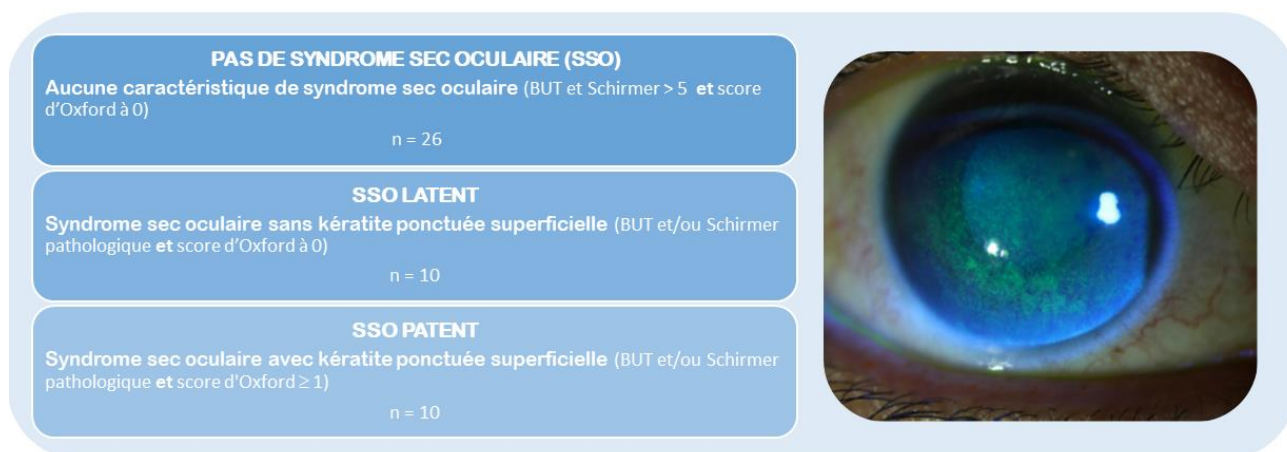 PAS DE SYNDROME SEC OCULAIRE (SSO)
Aucune caractéristique de syndrome sec oculaire (BUT et Schirmer > 5 et score
d'Oxford à 0)
n = 26
SSO LATENT
Syndrome sec oculaire sans kératite ponctuée superficielle (BUT et/ou Schirmer
pathologique et score d'Oxford à 0)
n = 10
SSO PATENT
Syndrome sec oculaire avec kératite ponctuée superficielle (BUT et/ou Schirmer
pathologique et score d'Oxford ≥ 1)
n = 10